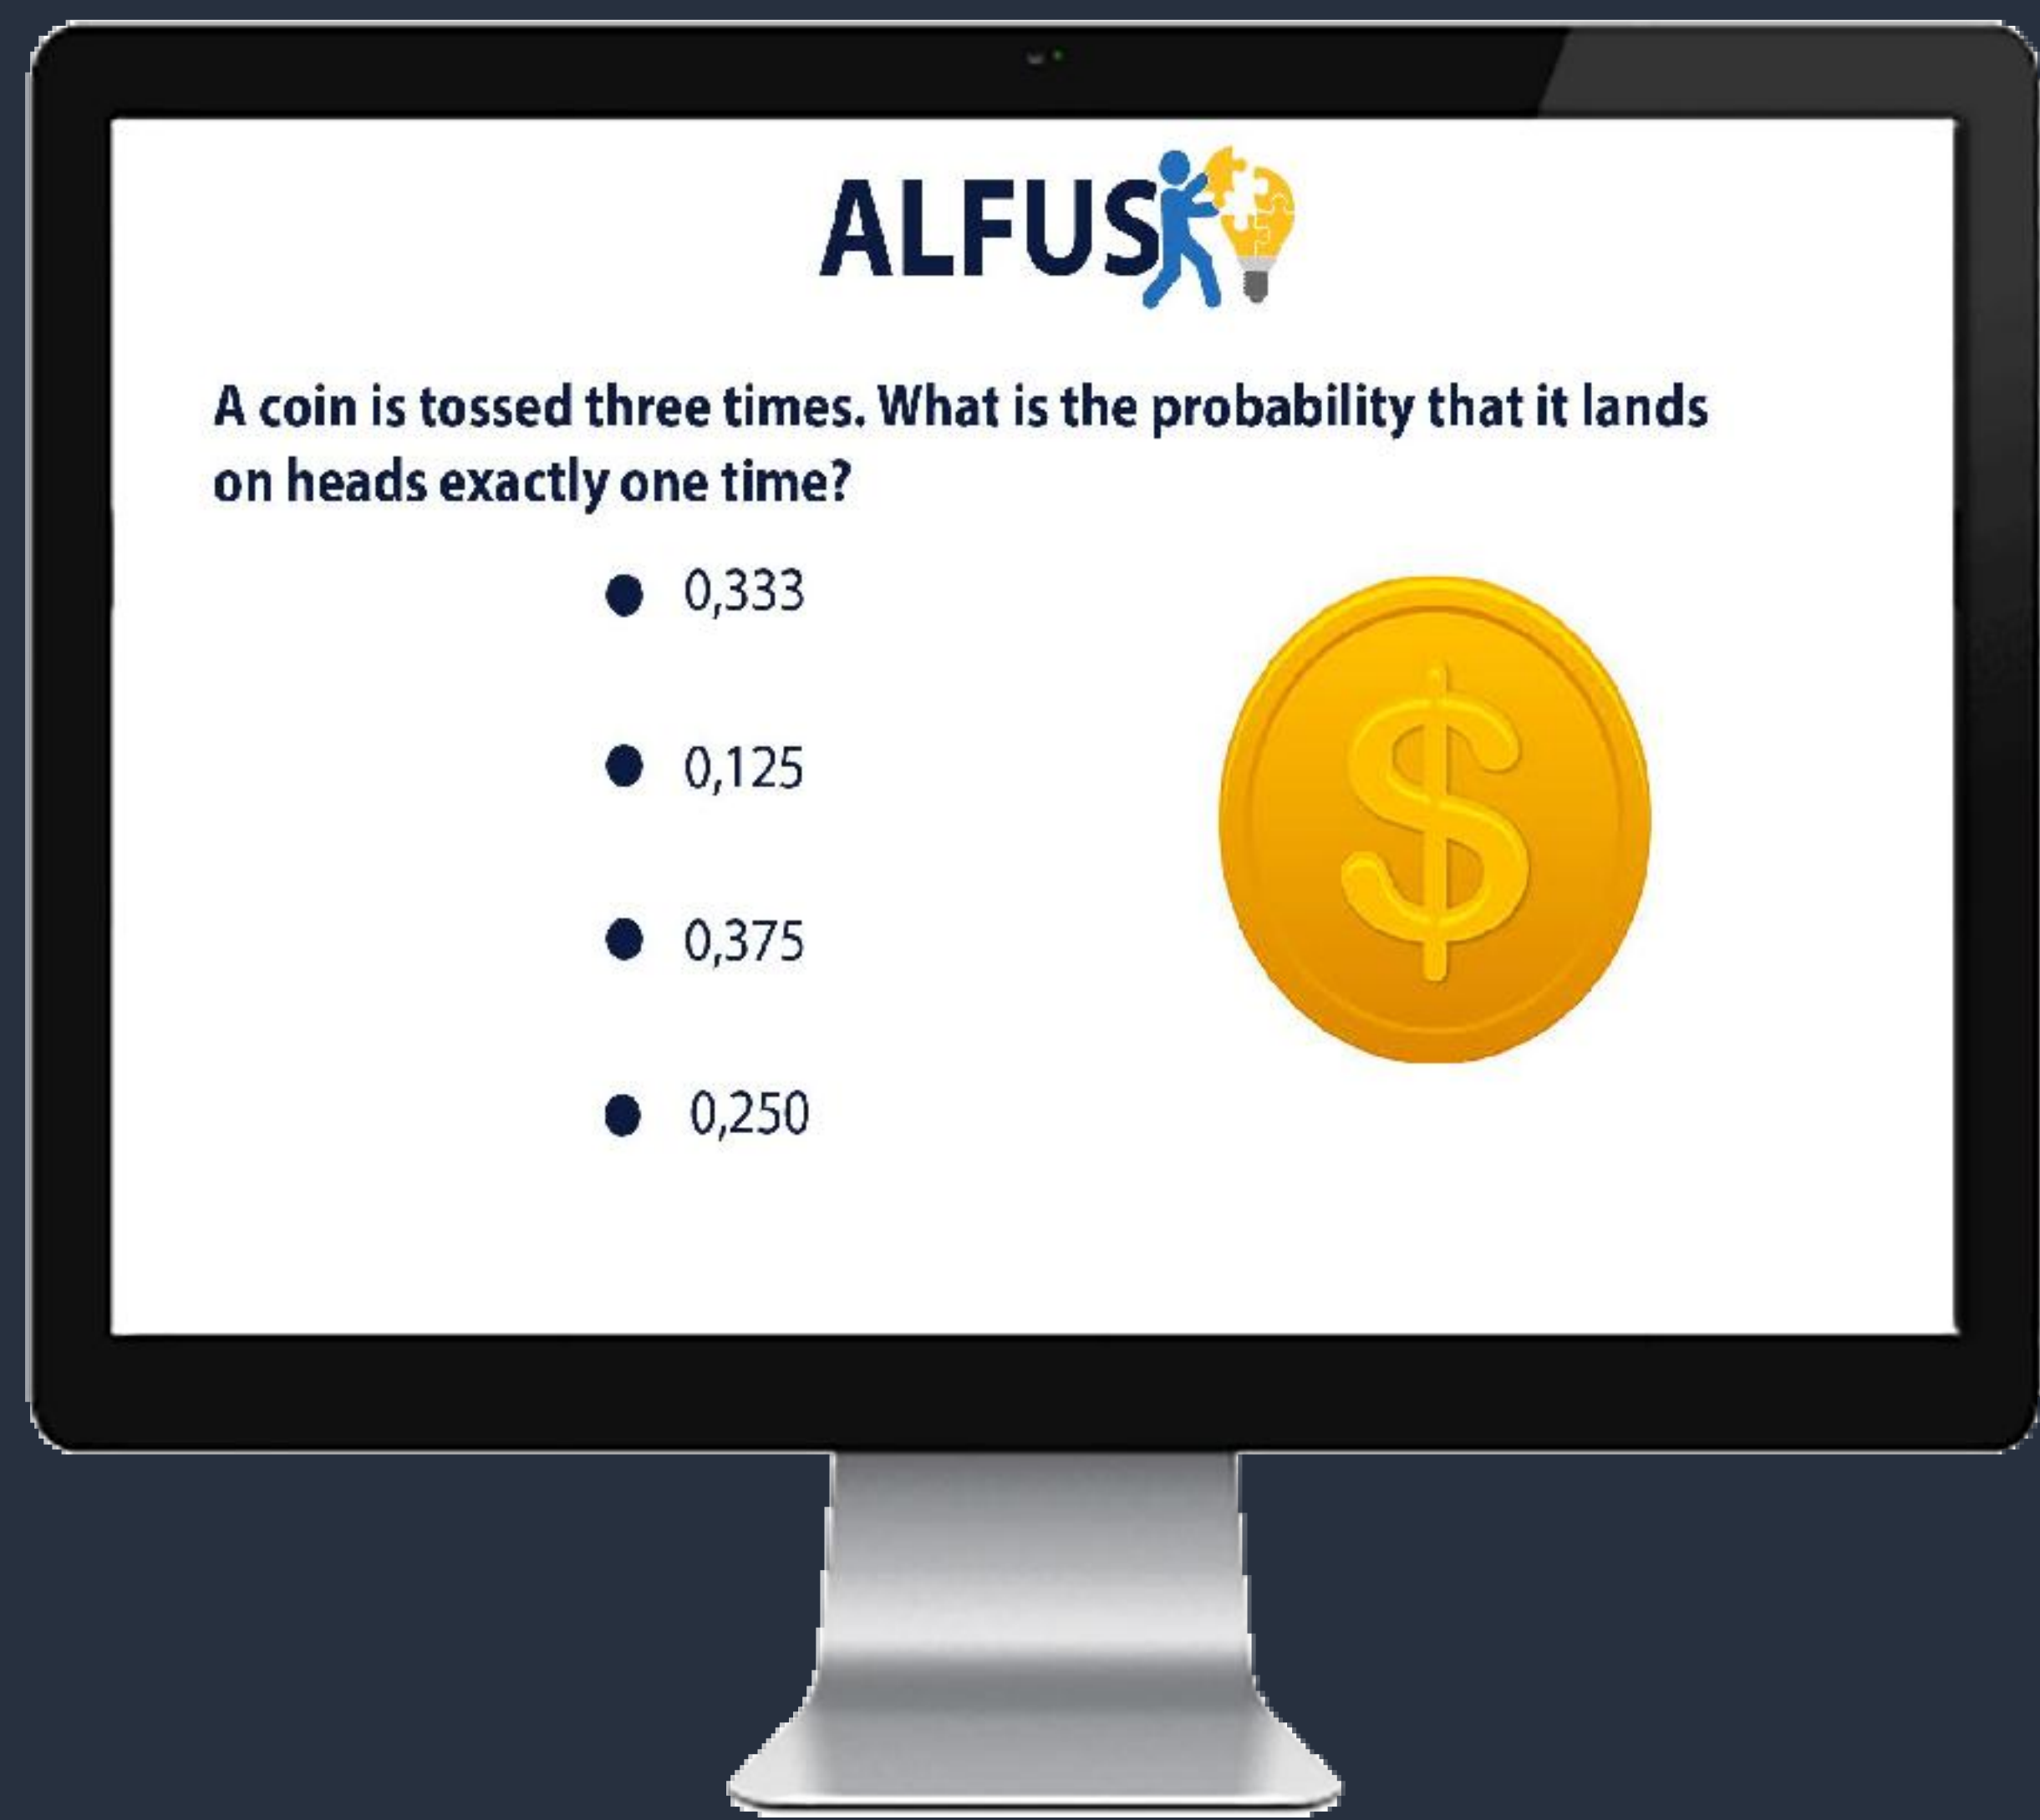 ALFUS
A coin is tossed three times. What is the probability that it lands
on heads exactly one time?
0,333
0,125
0,375
0,250
$